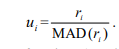 u_i = r_i / MAD(r_i) .